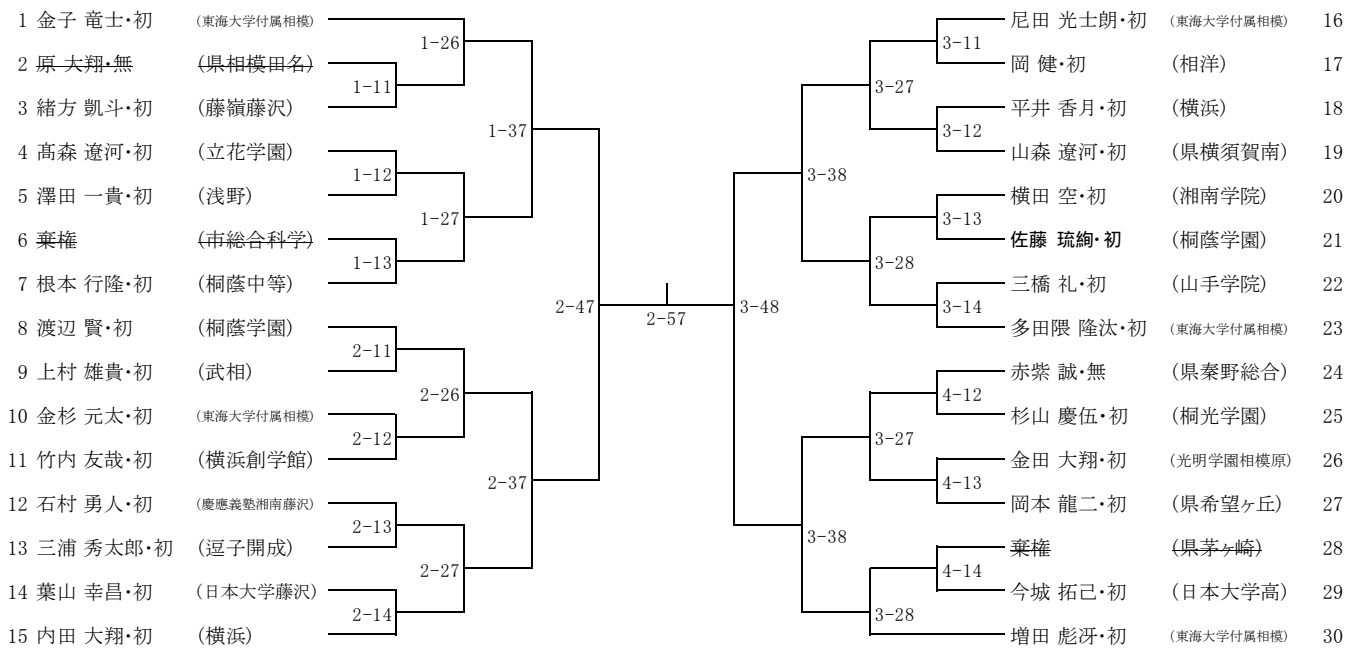 1 金子 竜士・初 (東海大学付属相模)
2 原 大翔・無 (県相模田名)
3 緒方 凱斗・初 (藤嶺藤沢)
4 髙森 遼河・初 (立花学園)
5 澤田 一貴・初 (浅野)
6 棄権 (市総合科学)
7 根本 行隆・初 (桐蔭中等)
8 渡辺 賢・初 (桐蔭学園)
9 上村 雄貴・初 (武相)
10 金杉 元太・初 (東海大学付属相模)
11 竹内 友哉・初 (横浜創学館)
12 石村 勇人・初 (慶應義塾湘南藤沢)
13 三浦 秀太郎・初 (逗子開成)
14 葉山 幸昌・初 (日本大学藤沢)
15 内田 大翔・初 (横浜)
1-11
1-12
1-13
2-11
2-12
2-13
2-14
1-26
1-27
2-26
2-27
1-37
2-37
2-47
2-57
3-48
3-38
3-38
3-27
3-28
3-27
3-28
3-11
3-12
3-13
3-14
4-12
4-13
4-14
尼田 光士朗・初 (東海大学付属相模) 16
岡 健・初 (相洋) 17
平井 香月・初 (横浜) 18
山森 遼河・初 (県横須賀南) 19
横田 空・初 (湘南学院) 20
佐藤 琉絢・初 (桐蔭学園) 21
三橋 礼・初 (山手学院) 22
多田隈 隆汰・初 (東海大学付属相模) 23
赤柴 誠・無 (県秦野総合) 24
杉山 慶伍・初 (桐光学園) 25
金田 大翔・初 (光明学園相模原) 26
岡本 龍二・初 (県希望ヶ丘) 27
棄権 (県茅ヶ崎) 28
今城 拓己・初 (日本大学高) 29
増田 彪冴・初 (東海大学付属相模) 30